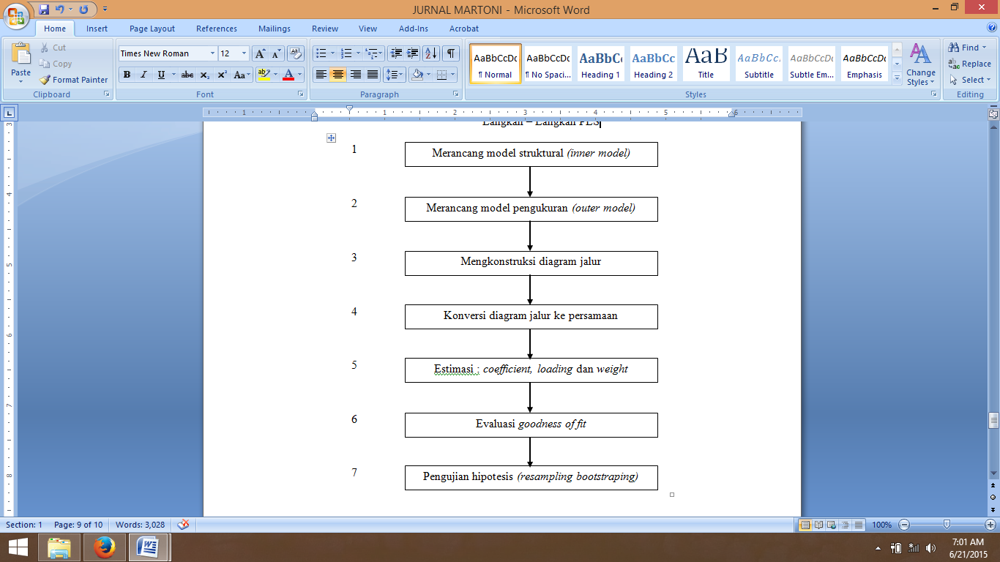 JURNAL MARTONI - Microsoft Word
Home Insert Page Layout References Mailings Review View Add-Ins Acrobat
Paste
Cut
Copy
Format Painter
Clipboard
Times New Roman 12
Font
Paragraph
AaBbCcDc AaBbCcDc AaBbC AaBbCc AaB AaBbCc. AaBbCcDc AaBbCcDc
¶ Normal ¶ No Spaci... Heading 1 Heading 2 Title Subtitle Subtle Em... Emphasis
Change
Styles
Styles
Find
Replace
Select
Editing
Langkah – Langkah PLS
1 Merancang model struktural (inner model)
2 Merancang model pengukuran (outer model)
3 Mengkonstruksi diagram jalur
4 Konversi diagram jalur ke persamaan
5 Estimasi : coefficient, loading dan weight
6 Evaluasi goodness of fit
7 Pengujian hipotesis (resampling bootstraping)
Section: 1 Page: 9 of 10 Words: 3,028 100%
7:01 AM
6/21/2015